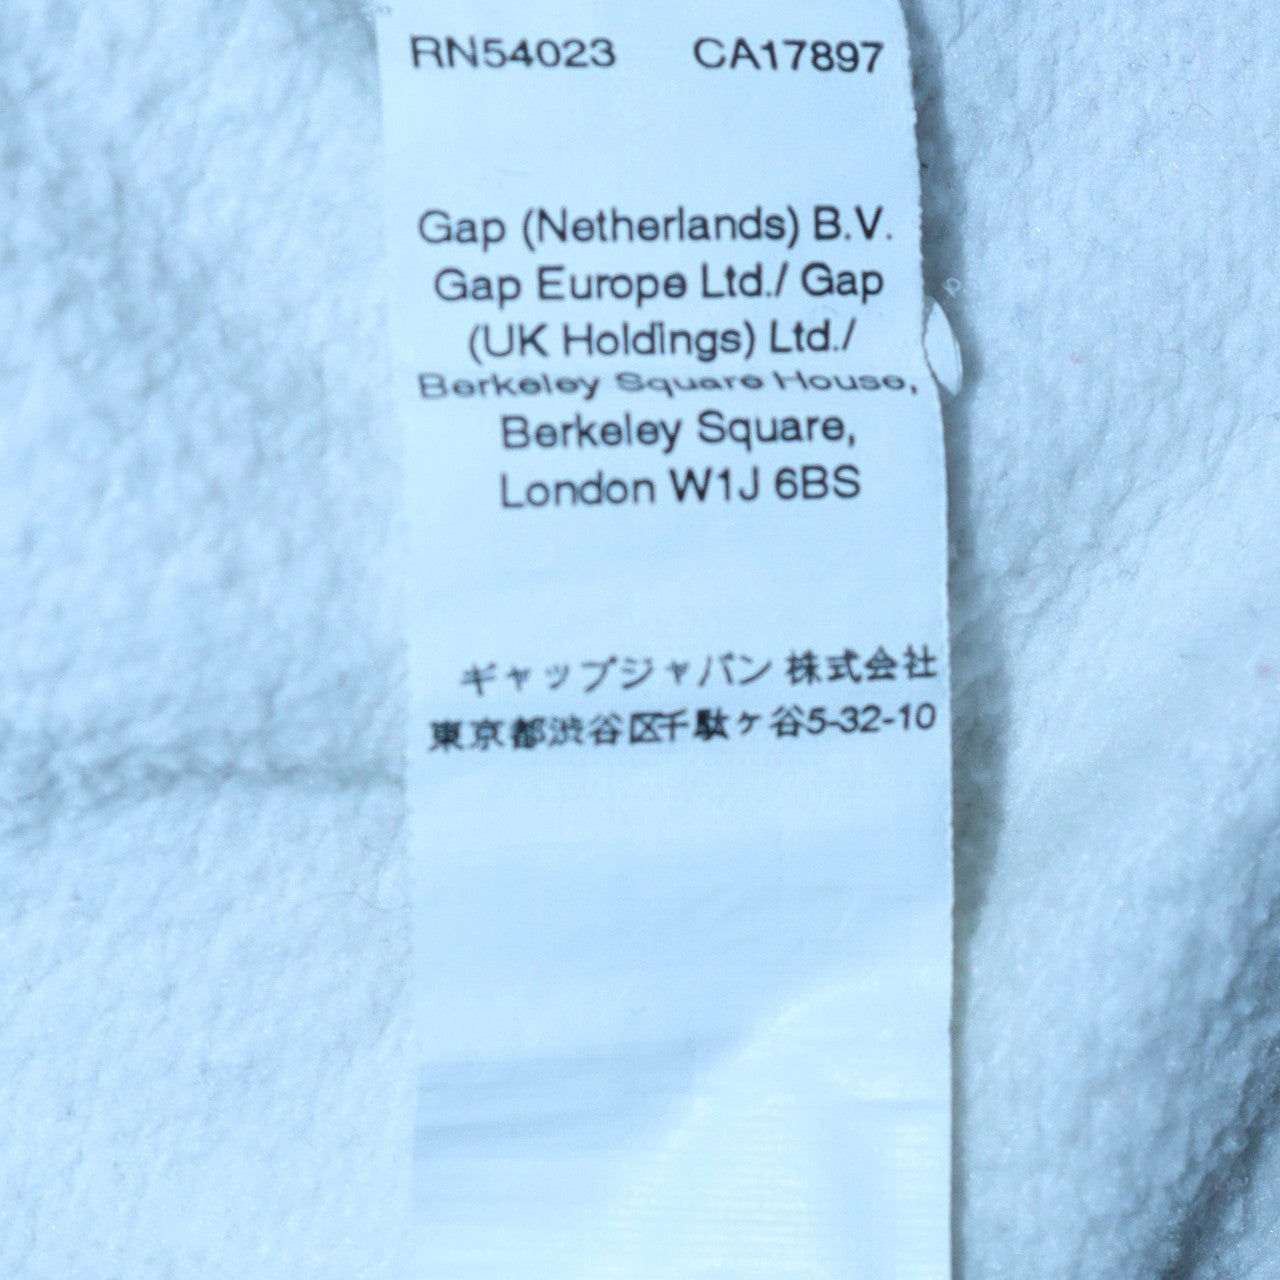 RN54023 CA17897
Gap (Netherlands) B.V.
Gap Europe Ltd./ Gap
(UK Holdings) Ltd./
Berkeley Square House,
Berkeley Square,
London W1J 6BS
ギャップジャパン 株式会社
東京都渋谷区千駄ヶ谷5-32-10